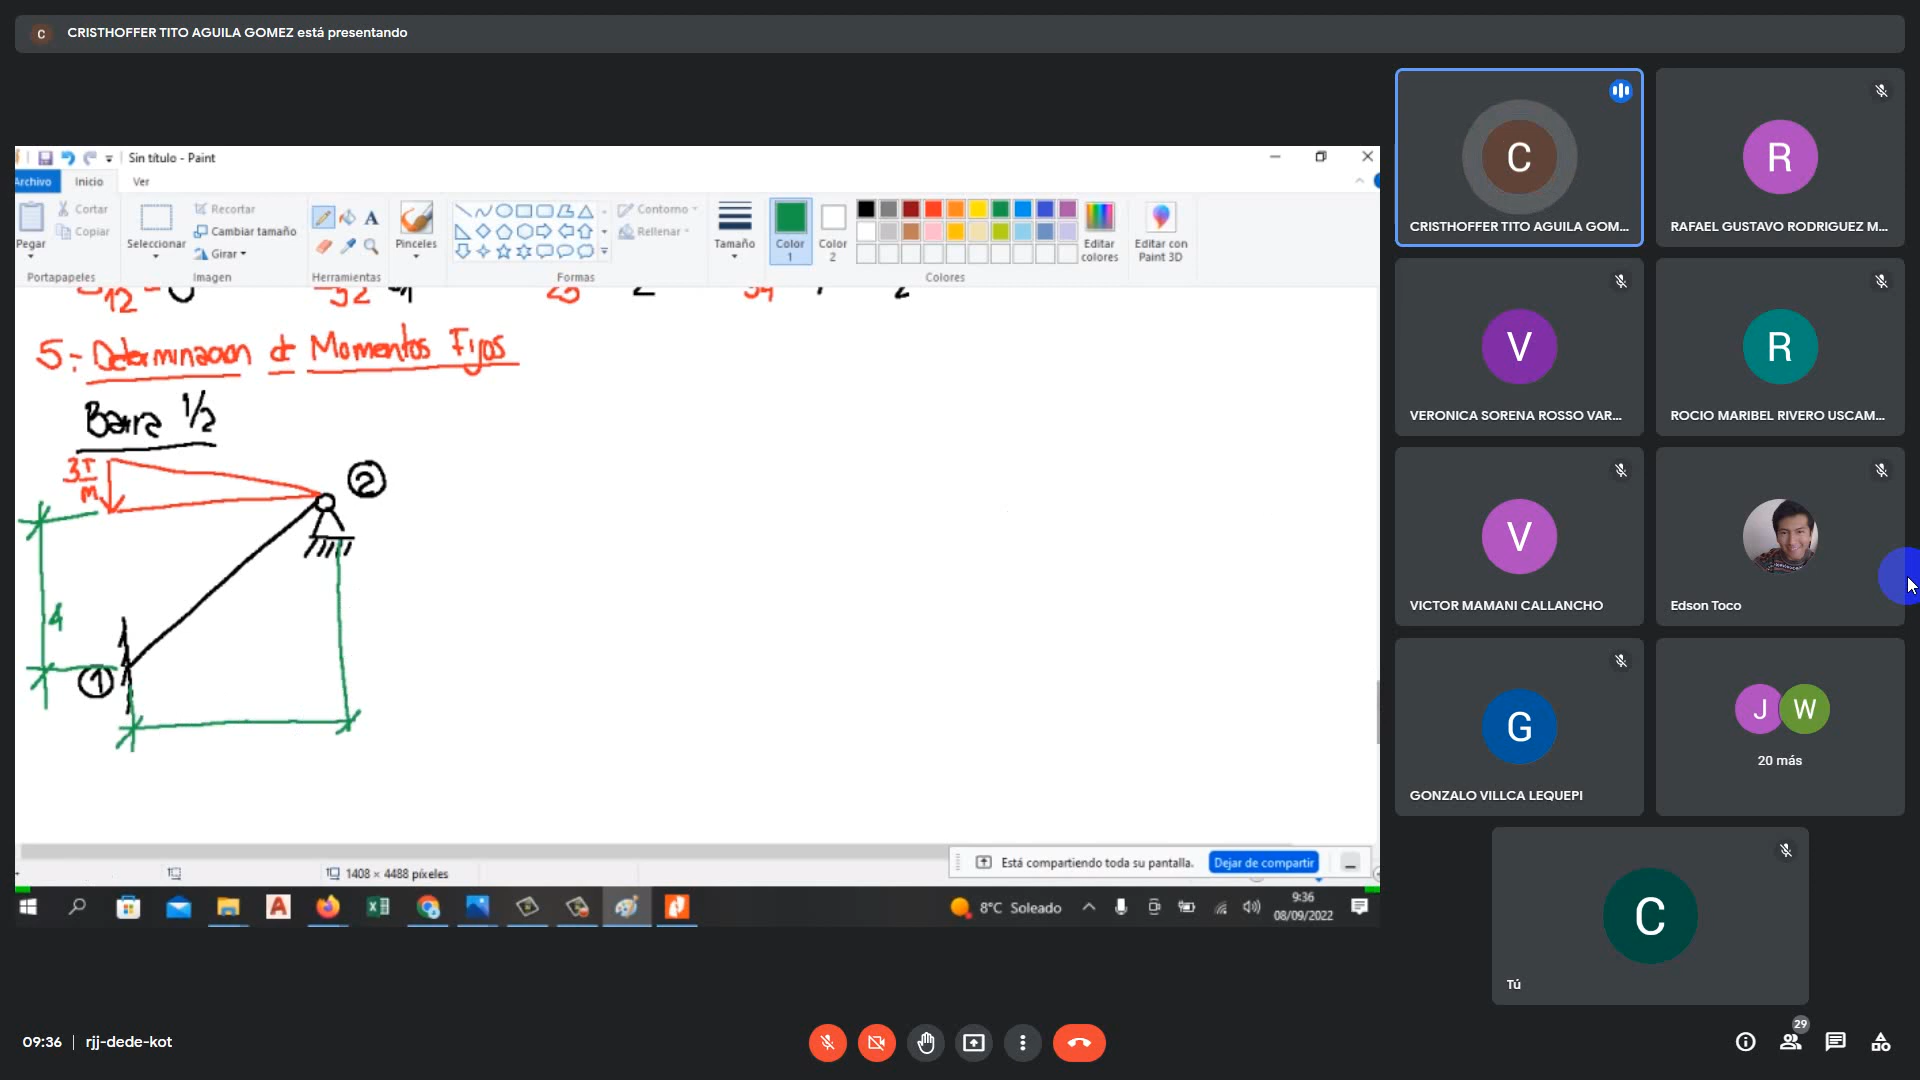 C CRISTHOFFER TITO AGUILA GOMEZ está presentando
Sin título - Paint
Archivo Inicio Ver
Pegar
Cortar
Copiar
Portapapeles
Seleccionar
Recortar
Cambiar tamaño
Girar
Imagen
A
Herramientas
Pinceles
Formas
Contorno
Rellenar
Tamaño
Color 1
Color 2
Editar colores
Editar con Paint 3D
Colores
5.- Determinacion de Momentos Fijos
Barra 1/2
3T/M
2
4
1
1408 × 4488 píxeles
Está compartiendo toda su pantalla. Dejar de compartir
8°C Soleado
9:36
08/09/2022
C
CRISTHOFFER TITO AGUILA GOM...
R
RAFAEL GUSTAVO RODRIGUEZ M...
V
VERONICA SORENA ROSSO VAR...
R
ROCIO MARIBEL RIVERO USCAM...
V
VICTOR MAMANI CALLANCHO
Edson Toco
G
GONZALO VILLCA LEQUEPI
J W
20 más
C
Tú
09:36 | rjj-dede-kot
29